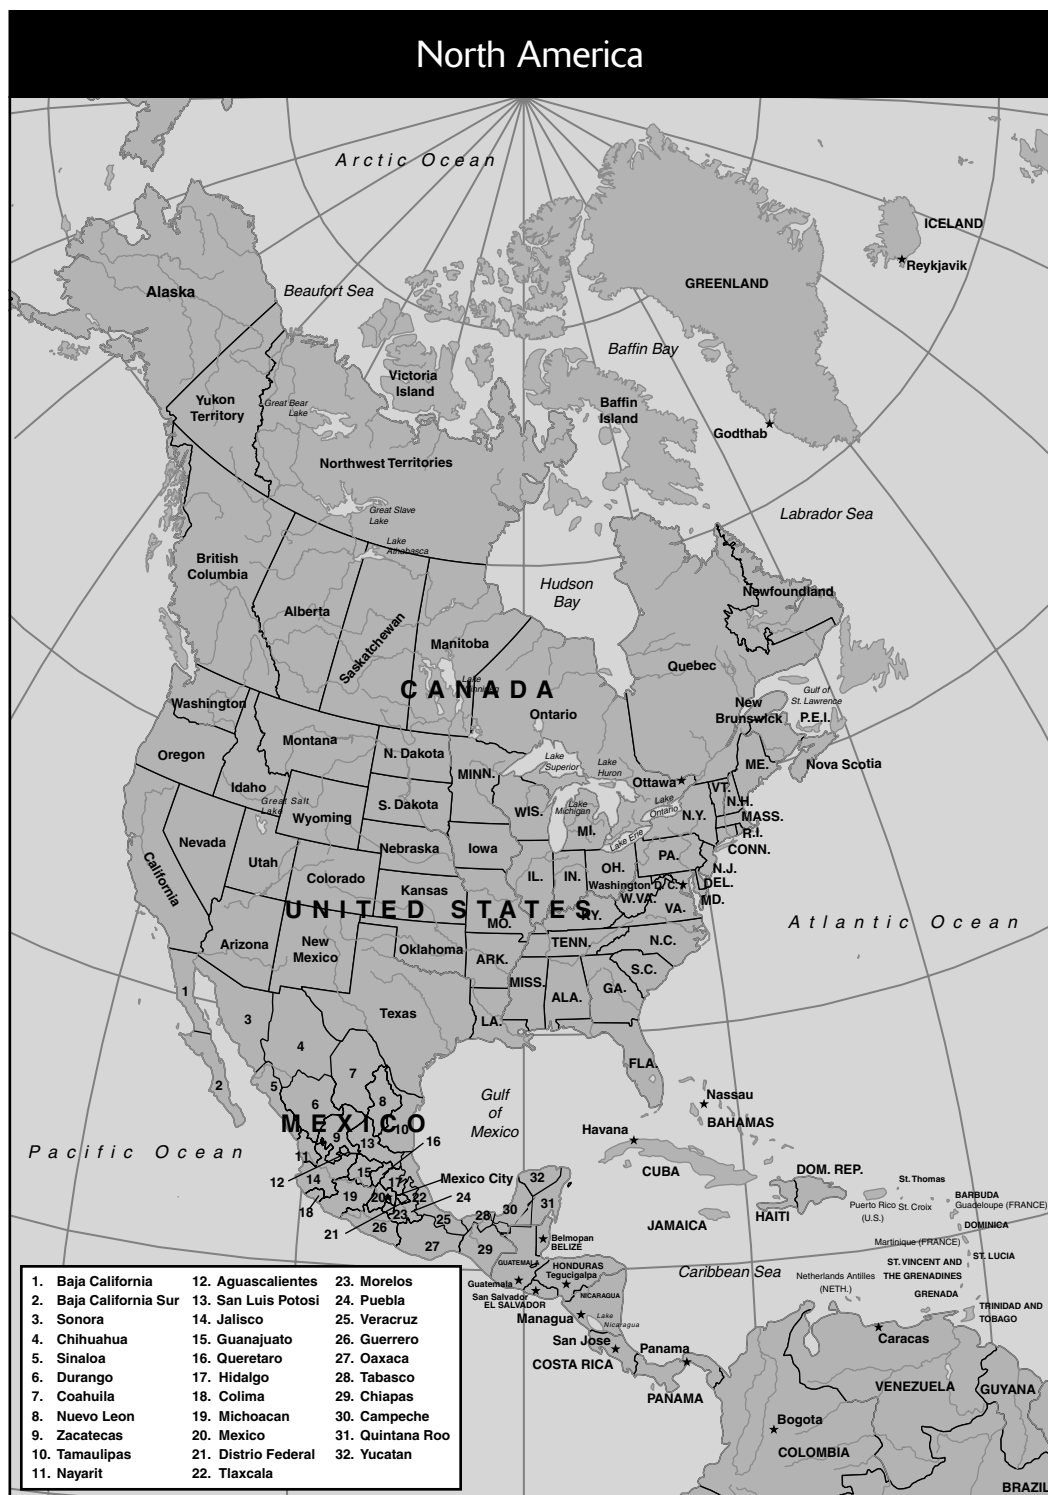 North America
Arctic Ocean
ICELAND
Reykjavik
GREENLAND
Alaska
Beaufort Sea
Baffin Bay
Victoria
Island
Yukon
Territory
Great Bear
Lake
Baffin
Island
Godthab
Northwest Territories
Great Slave
Lake
Labrador Sea
Lake
Athabasca
British
Columbia
Hudson
Bay
Newfoundland
Alberta
Saskatchewan
Manitoba
Quebec
Lake
Winnipeg
CANADA
Gulf of
St. Lawrence
Washington
New
Brunswick
P.E.I.
Ontario
Montana
N. Dakota
Oregon
Lake
Superior
ME.
Nova Scotia
MINN.
Lake
Huron
Ottawa
VT.
Idaho
Great Salt
Lake
Wyoming
S. Dakota
WIS.
Lake
Michigan
Lake
Ontario
N.H.
N.Y.
MASS.
MI.
R.I.
Nevada
Nebraska
Iowa
Lake Erie
CONN.
PA.
Utah
California
Colorado
Kansas
IL.
IN.
OH.
N.J.
Washington D.C.
DEL.
W.VA.
MD.
UNITED STATES
KY.
VA.
MO.
Atlantic Ocean
Arizona
New
Mexico
Oklahoma
TENN.
N.C.
ARK.
S.C.
MISS.
ALA.
GA.
1
3
Texas
LA.
4
FLA.
2
5
7
6
8
Gulf
of
Mexico
Nassau
BAHAMAS
MEXICO
10
9
13
16
Havana
Pacific Ocean
11
12
14
15
17
Mexico City
32
CUBA
DOM. REP.
St. Thomas
18
19
20
22
24
31
30
Puerto Rico
(U.S.)
St. Croix
BARBUDA
Guadeloupe (FRANCE)
HAITI
JAMAICA
21
23
26
25
28
27
29
DOMINICA
Belmopan
BELIZE
Martinique (FRANCE)
ST. LUCIA
GUATEMALA
HONDURAS
Tegucigalpa
Caribbean Sea
ST. VINCENT AND
THE GRENADINES
Netherlands Antilles
(NETH.)
Guatemala
San Salvador
EL SALVADOR
NICARAGUA
GRENADA
TRINIDAD AND
TOBAGO
Managua
Lake
Nicaragua
Caracas
San Jose
COSTA RICA
Panama
PANAMA
VENEZUELA
GUYANA
Bogota
COLOMBIA
BRAZIL
1. Baja California
2. Baja California Sur
3. Sonora
4. Chihuahua
5. Sinaloa
6. Durango
7. Coahuila
8. Nuevo Leon
9. Zacatecas
10. Tamaulipas
11. Nayarit
12. Aguascalientes
13. San Luis Potosi
14. Jalisco
15. Guanajuato
16. Queretaro
17. Hidalgo
18. Colima
19. Michoacan
20. Mexico
21. Distrio Federal
22. Tlaxcala
23. Morelos
24. Puebla
25. Veracruz
26. Guerrero
27. Oaxaca
28. Tabasco
29. Chiapas
30. Campeche
31. Quintana Roo
32. Yucatan